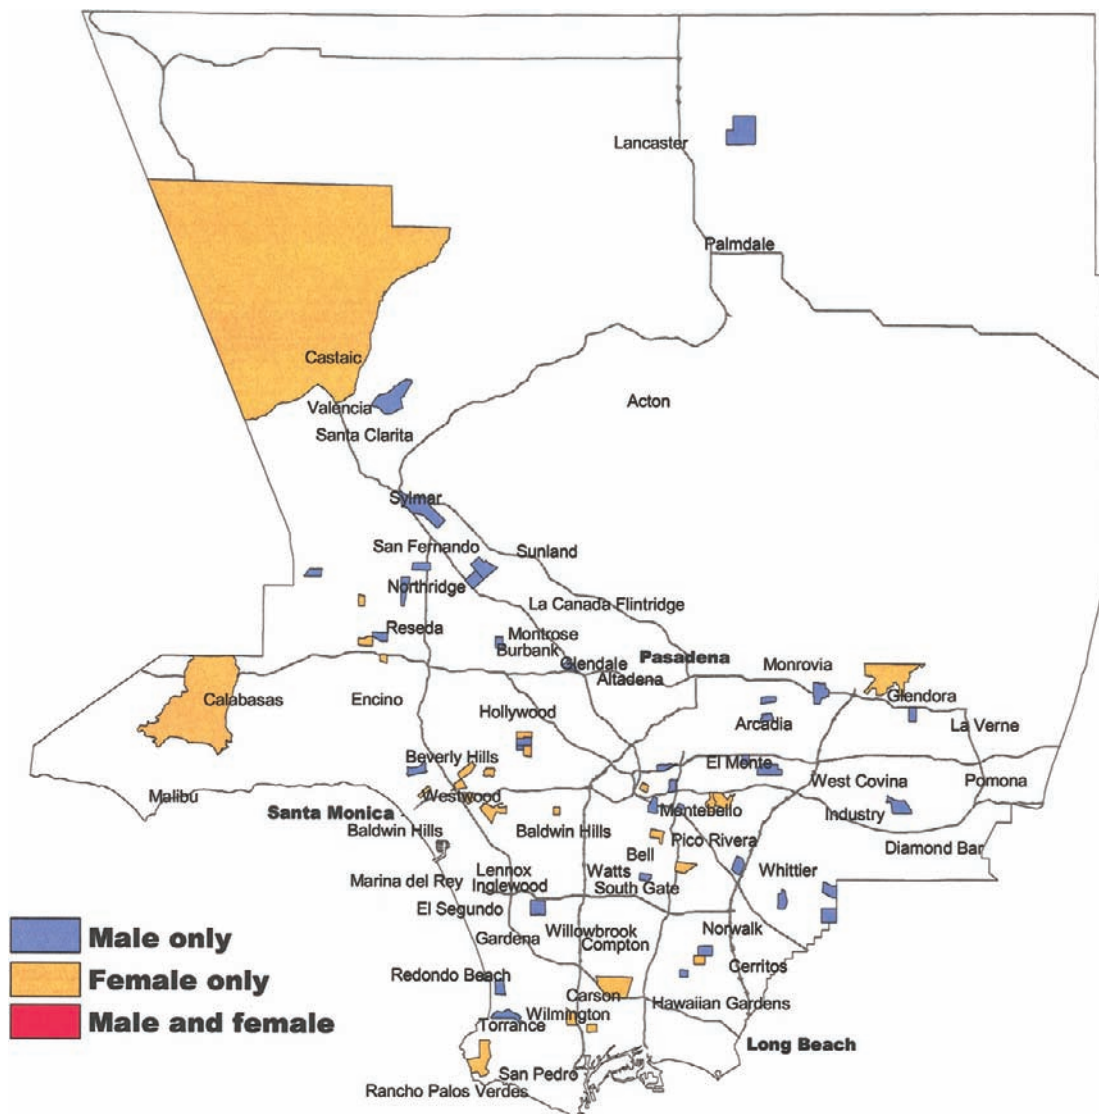 Lancaster
Palmdale
Castaic
Valencia
Acton
Santa Clarita
Sylmar
San Fernando
Sunland
Northridge
La Canada Flintridge
Reseda
Montrose
Burbank
Glendale
Pasadena
Monrovia
Altadena
Calabasas
Encino
Glendora
Hollywood
Arcadia
La Verne
Beverly Hills
El Monte
West Covina
Pomona
Malibu
Westwood
Santa Monica
Montebello
Industry
Baldwin Hills
Baldwin Hills
Pico Rivera
Diamond Bar
Bell
Marina del Rey
Lennox
Watts
Whittier
Inglewood
South Gate
El Segundo
Gardena
Willowbrook
Norwalk
Compton
Redondo Beach
Cerritos
Carson
Hawaiian Gardens
Wilmington
Torrance
Long Beach
San Pedro
Rancho Palos Verdes
Male only
Female only
Male and female